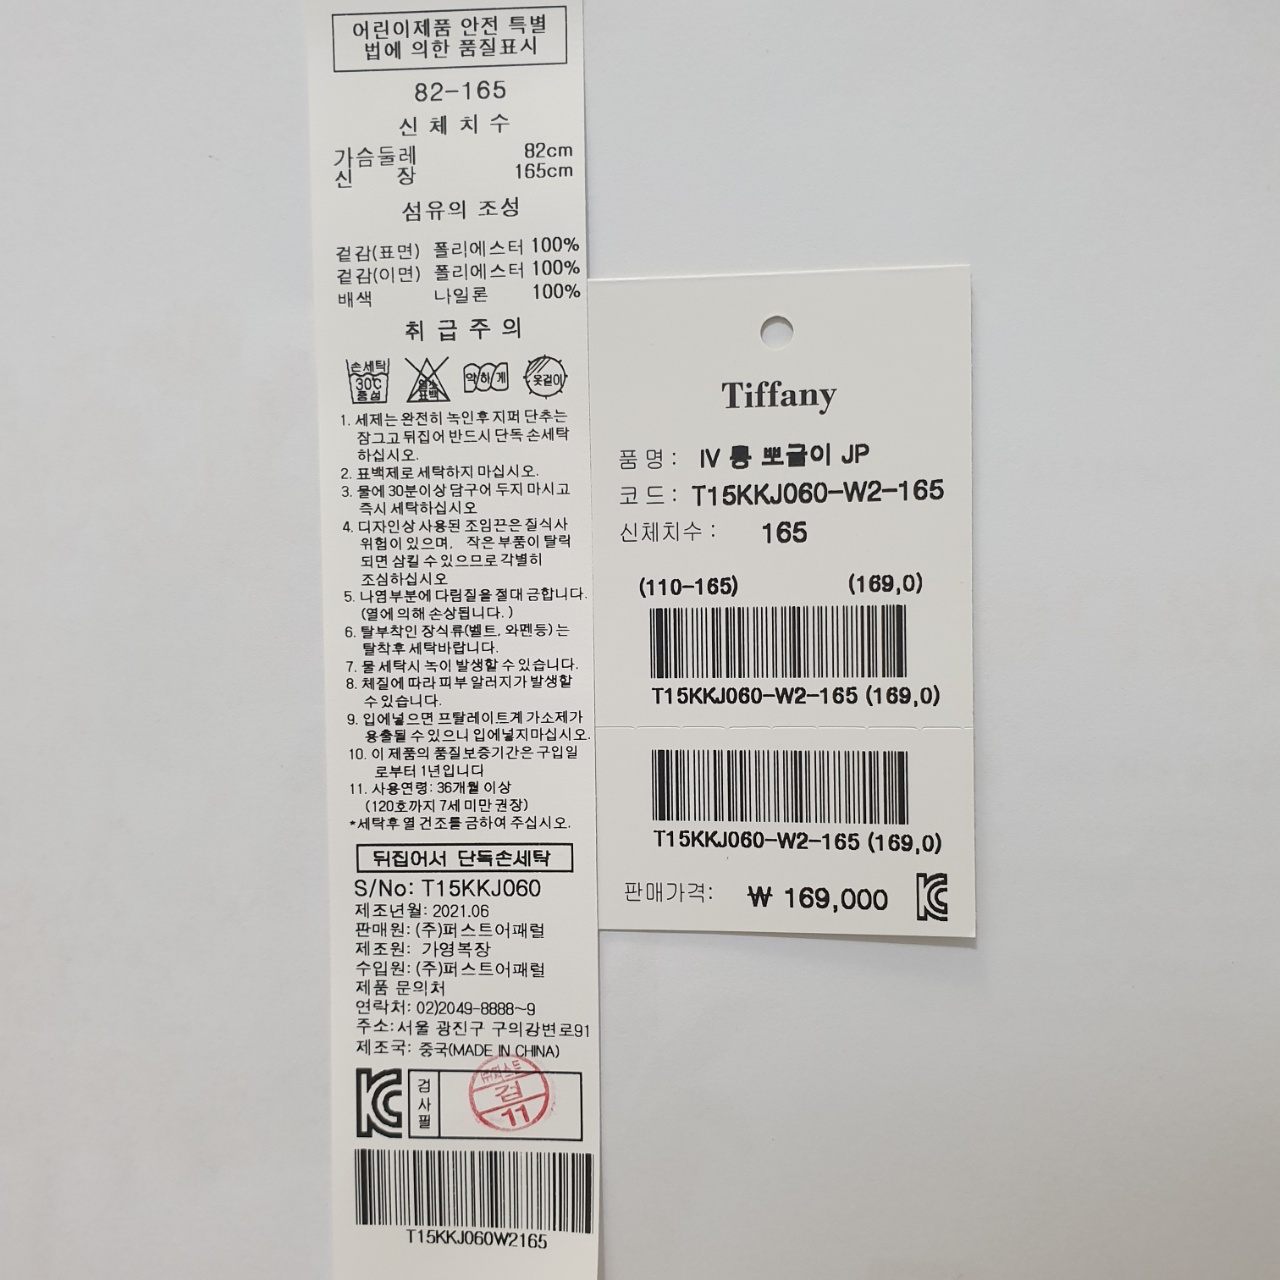 어린이제품 안전 특별
법에 의한 품질표시
82-165
신 체 치 수
가슴둘레 82cm
신 장 165cm
섬유의 조성
겉감(표면) 폴리에스터 100%
겉감(이면) 폴리에스터 100%
배색 나일론 100%
취 급 주 의
손세탁 30℃ 중성
염소 표백
약하게
옷걸이
1. 세제는 완전히 녹인후 지퍼 단추는
잠그고 뒤집어 반드시 단독 손세탁
하십시오.
2. 표백제로 세탁하지 마십시오.
3. 물에 30분이상 담구어 두지 마시고
즉시 세탁하십시오
4. 디자인상 사용된 조임끈은 질식사
위험이 있으며, 작은 부품이 탈락
되면 삼킬 수 있으므로 각별히
조심하십시오
5. 나염부분에 다림질을 절대 금합니다.
(열에 의해 손상됩니다.)
6. 탈부착인 장식류(벨트, 와펜등)는
탈착후 세탁바랍니다.
7. 물 세탁시 녹이 발생할 수 있습니다.
8. 체질에 따라 피부 알러지가 발생할
수 있습니다.
9. 입에넣으면 프탈레이트계 가소제가
용출될 수 있으니 입에넣지마십시오.
10. 이 제품의 품질보증기간은 구입일
로부터 1년입니다
11. 사용연령: 36개월 이상
(120호까지 7세 미만 권장)
*세탁후 열 건조를 금하여 주십시오.
뒤집어서 단독손세탁
S/No: T15KKJ060
제조년월: 2021.06
판매원: (주)퍼스트어패럴
제조원: 가영복장
수입원: (주)퍼스트어패럴
제품 문의처
연락처: 02)2049-8888~9
주소: 서울 광진구 구의강변로91
제조국: 중국(MADE IN CHINA)
KC
검사필
검
11
T15KKJ060W2165
Tiffany
품 명 : IV 롱 뽀글이 JP
코 드 : T15KKJ060-W2-165
신체치수 : 165
(110-165) (169,0)
T15KKJ060-W2-165 (169,0)
T15KKJ060-W2-165 (169,0)
판매가격: ₩ 169,000 KC